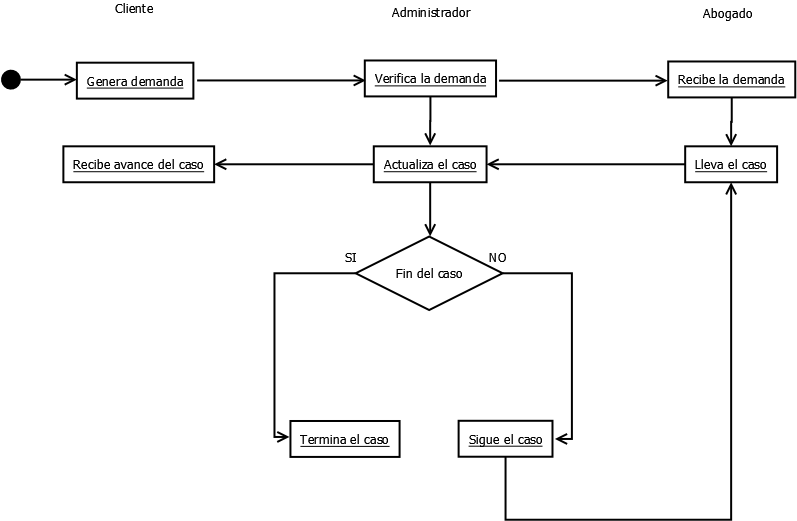 Cliente
Administrador
Abogado
Genera demanda
Verifica la demanda
Recibe la demanda
Recibe avance del caso
Actualiza el caso
Lleva el caso
SI
NO
Fin del caso
Termina el caso
Sigue el caso